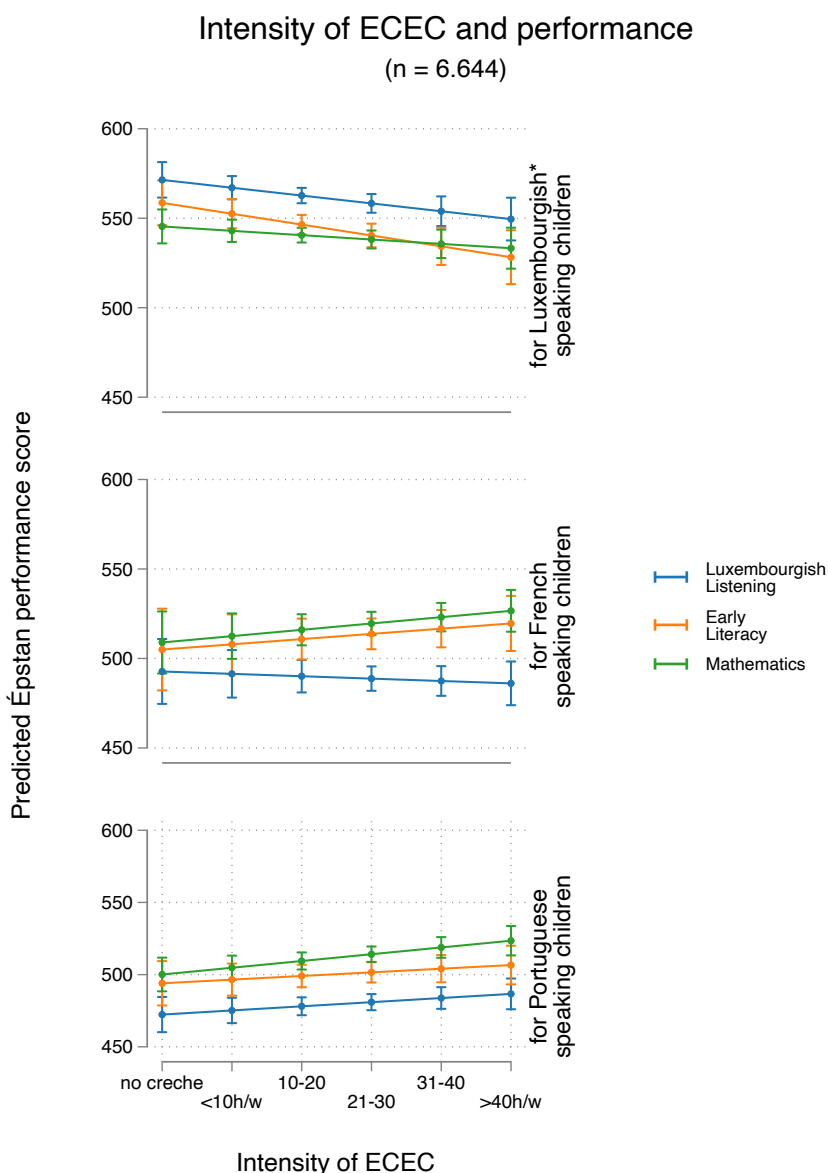 Intensity of ECEC and performance
(n = 6.644)
Predicted Épstan performance score
600
550
500
450
for Luxembourgish*
speaking children
600
550
500
450
for French
speaking children
Luxembourgish
Listening
Early
Literacy
Mathematics
600
550
500
450
for Portuguese
speaking children
no creche
<10h/w
10-20
21-30
31-40
>40h/w
Intensity of ECEC